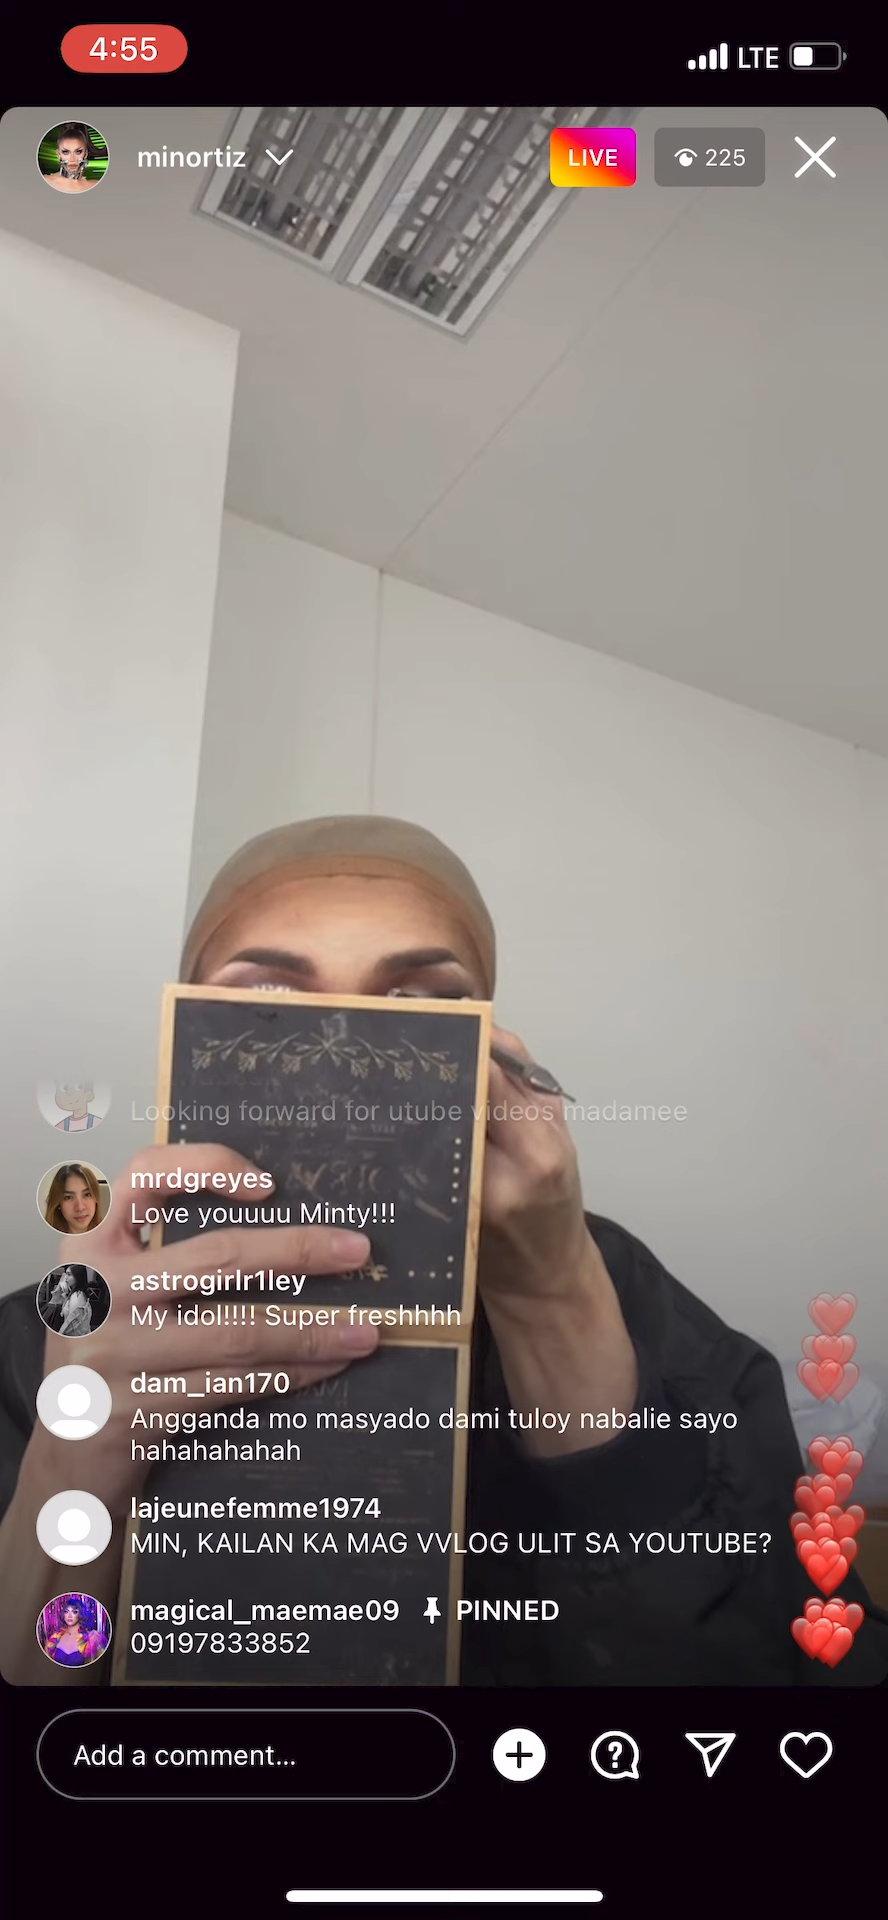 4:55
LTE
minortiz
LIVE
225
Looking forward for utube videos madamee
mrdgreyes
Love youuuu Minty!!!
astrogirlr1ley
My idol!!!! Super freshhhh
dam_ian170
Angganda mo masyado dami tuloy nabalie sayo
hahahahahah
lajeunefemme1974
MIN, KAILAN KA MAG VVLOG ULIT SA YOUTUBE?
magical_maemae09 PINNED
09197833852
Add a comment...